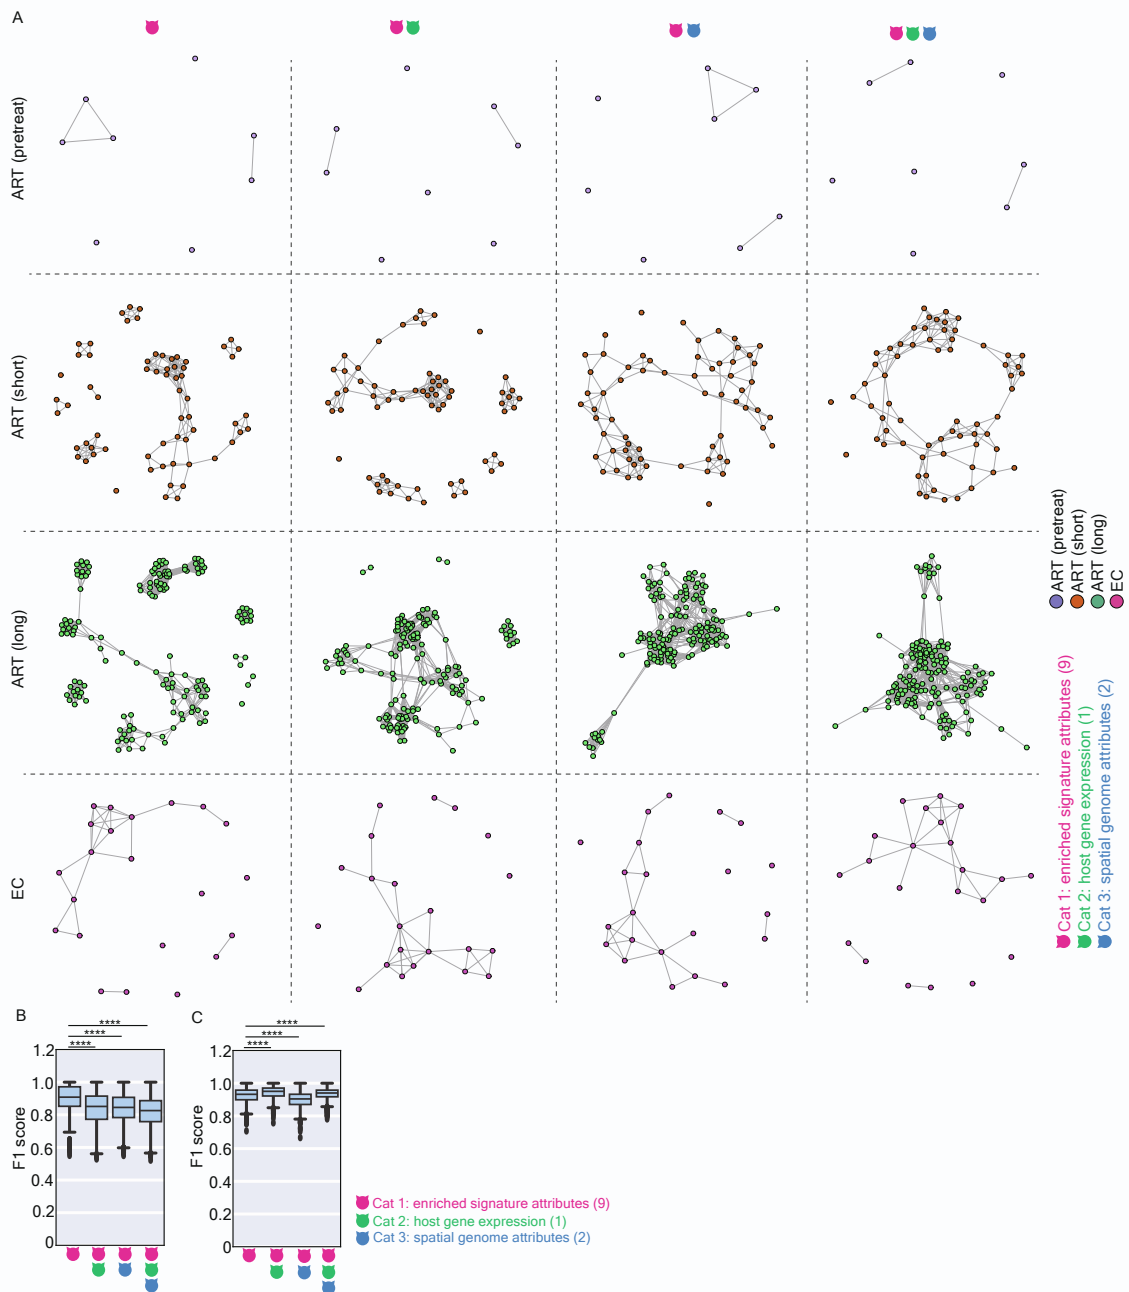 A
ART (pretreat)
ART (short)
ART (long)
EC
ART (pretreat)
ART (short)
ART (long)
EC
Cat 1: enriched signature attributes (9)
Cat 2: host gene expression (1)
Cat 3: spatial genome attributes (2)
B
****
****
****
1.2
1.0
0.8
0.6
0.4
0.2
0
F1 score
C
****
****
****
1.2
1.0
0.8
0.6
0.4
0.2
0
F1 score
Cat 1: enriched signature attributes (9)
Cat 2: host gene expression (1)
Cat 3: spatial genome attributes (2)